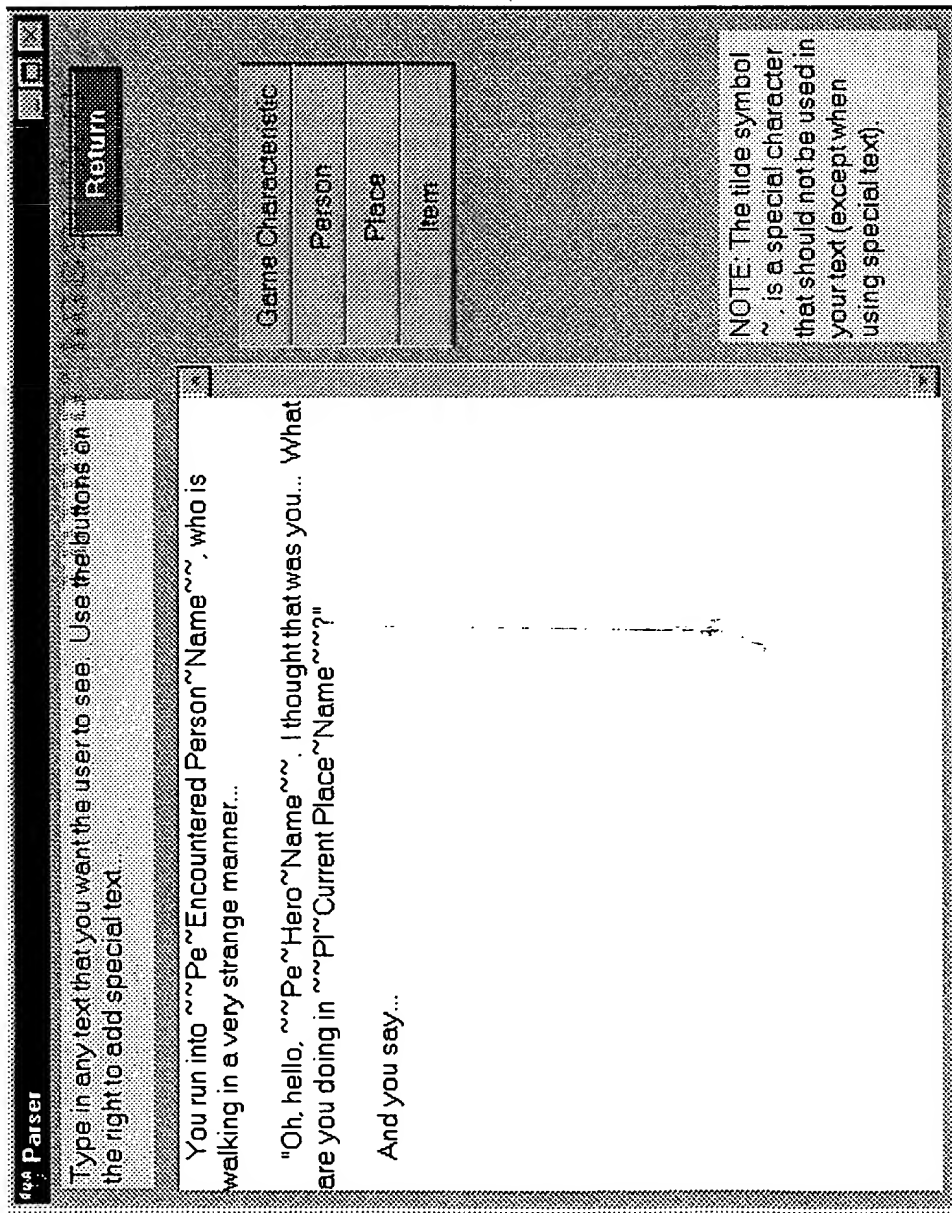 Parser
Type in any text that you want the user to see. Use the buttons on
the right to add special text...
Return
You run into ~~Pe~Encountered Person~Name~~, who is
walking in a very strange manner...
"Oh, hello, ~~Pe~Hero~Name~~. I thought that was you... What
are you doing in ~~Pl~Current Place~Name~~?"
And you say...
Game Characteristic
Person
Place
Item
NOTE: The tilde symbol
~, is a special character
that should not be used in
your text (except when
using special text).